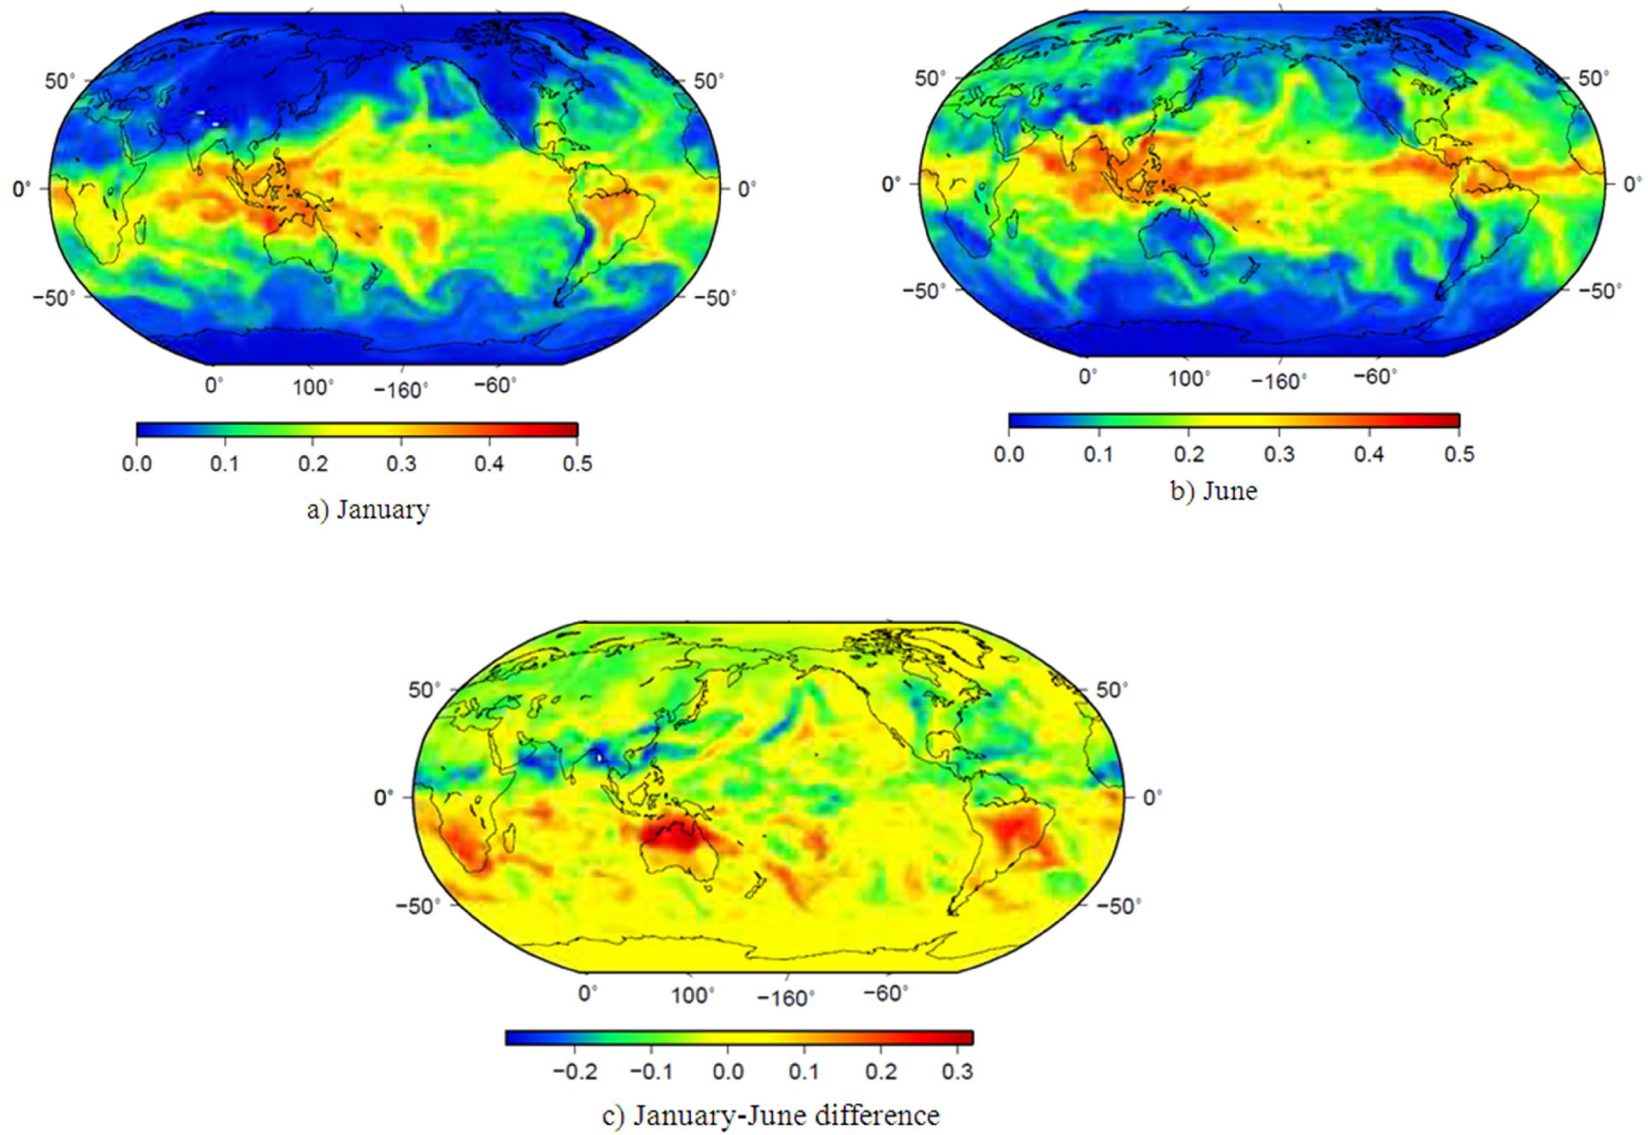 50° 50° 50° 50°
0° 0° 0° 0°
−50° −50° −50° −50°
0° 100° −160° −60° 0° 100° −160° −60°
0.0 0.1 0.2 0.3 0.4 0.5 0.0 0.1 0.2 0.3 0.4 0.5
a) January b) June
50° 50°
0° 0°
−50° −50°
0° 100° −160° −60°
−0.2 −0.1 0.0 0.1 0.2 0.3
c) January-June difference